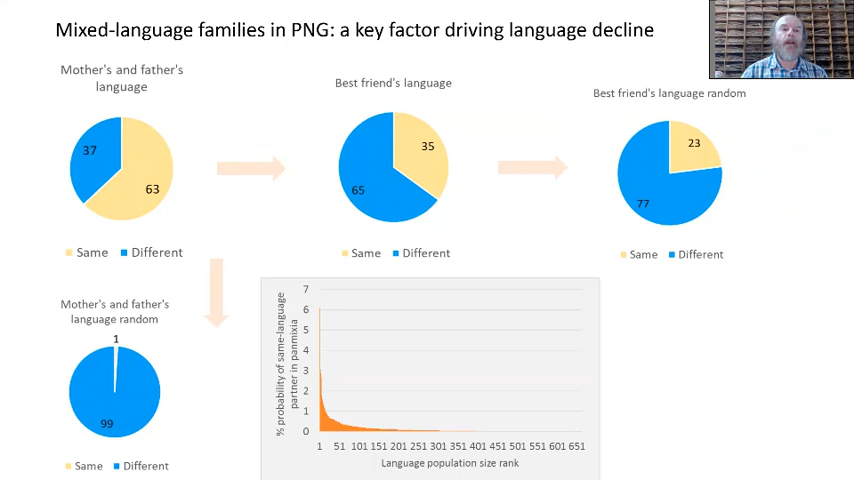 Mixed-language families in PNG: a key factor driving language decline
Mother's and father's
language
37
63
Same
Different
Best friend's language
35
65
Same
Different
Best friend's language random
23
77
Same
Different
Mother's and father's
language random
1
99
Same
Different
% probability of same-language
partner in panmixia
7
6
5
4
3
2
1
0
1 51 101 151 201 251 301 351 401 451 501 551 601 651
Language population size rank